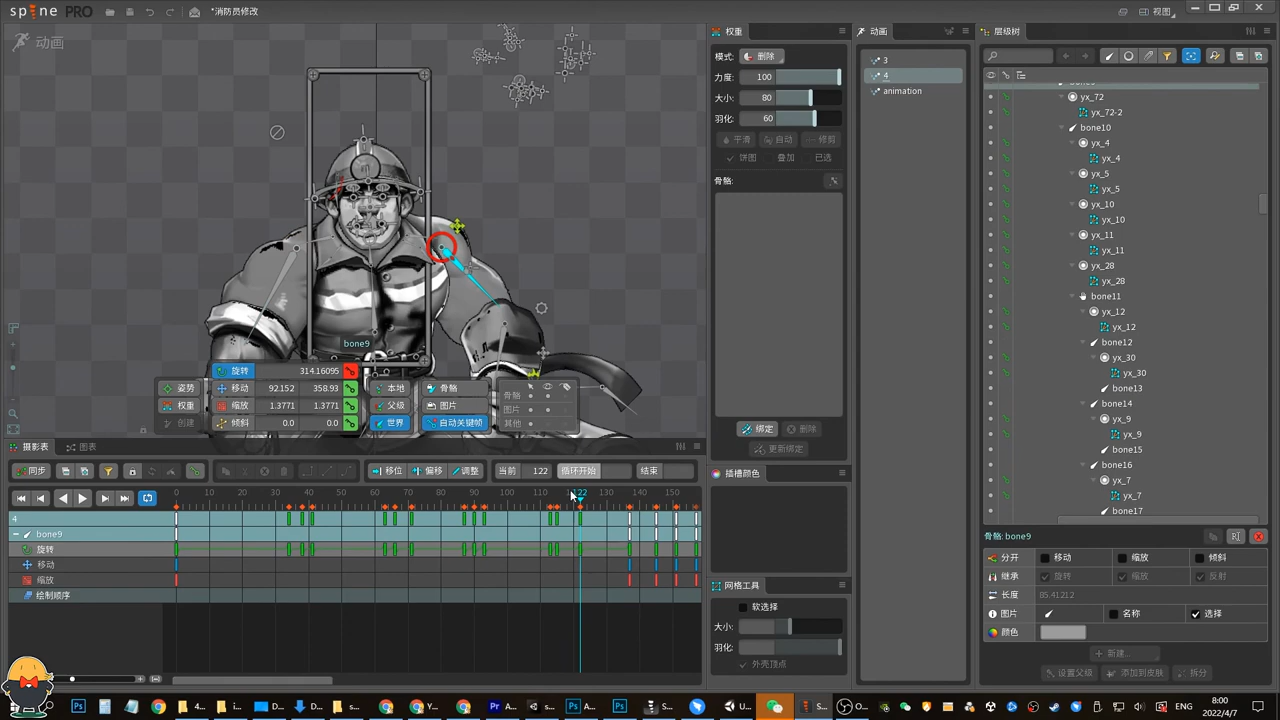 spine PRO
*消防员修改
视图
动画
bone9
姿势
权重
创建
旋转 314.16095
移动 92.152 358.93
缩放 1.3771 1.3771
倾斜 0.0 0.0
本地
父级
世界
骨骼
图片
自动关键帧
骨骼
图片
其他
权重
模式: 删除
力度: 100
大小: 80
羽化: 60
平滑 自动 修剪
饼图 叠加 已选
骨骼:
绑定 删除
更新绑定
插槽颜色
网格工具
软选择
大小:
羽化:
外壳顶点
动画
3
4
animation
层级树
yx_72
yx_72-2
bone10
yx_4
yx_4
yx_5
yx_5
yx_10
yx_10
yx_11
yx_11
yx_28
yx_28
bone11
yx_12
yx_12
bone12
yx_30
yx_30
bone13
bone14
yx_9
yx_9
bone15
bone16
yx_7
yx_7
bone17
骨骼: bone9
分开 移动 缩放 倾斜
继承 旋转 缩放 反射
长度 85.41212
图片 名称 选择
颜色
新建..
设置父级 添加到皮肤 拆分
摄影表 图表
同步 移位 偏移 调整 当前 122 循环开始 结束
0 10 20 30 40 50 60 70 80 90 100 110 122 130 140 150
4
bone9
旋转
移动
缩放
绘制顺序
8:00
2022/4/7